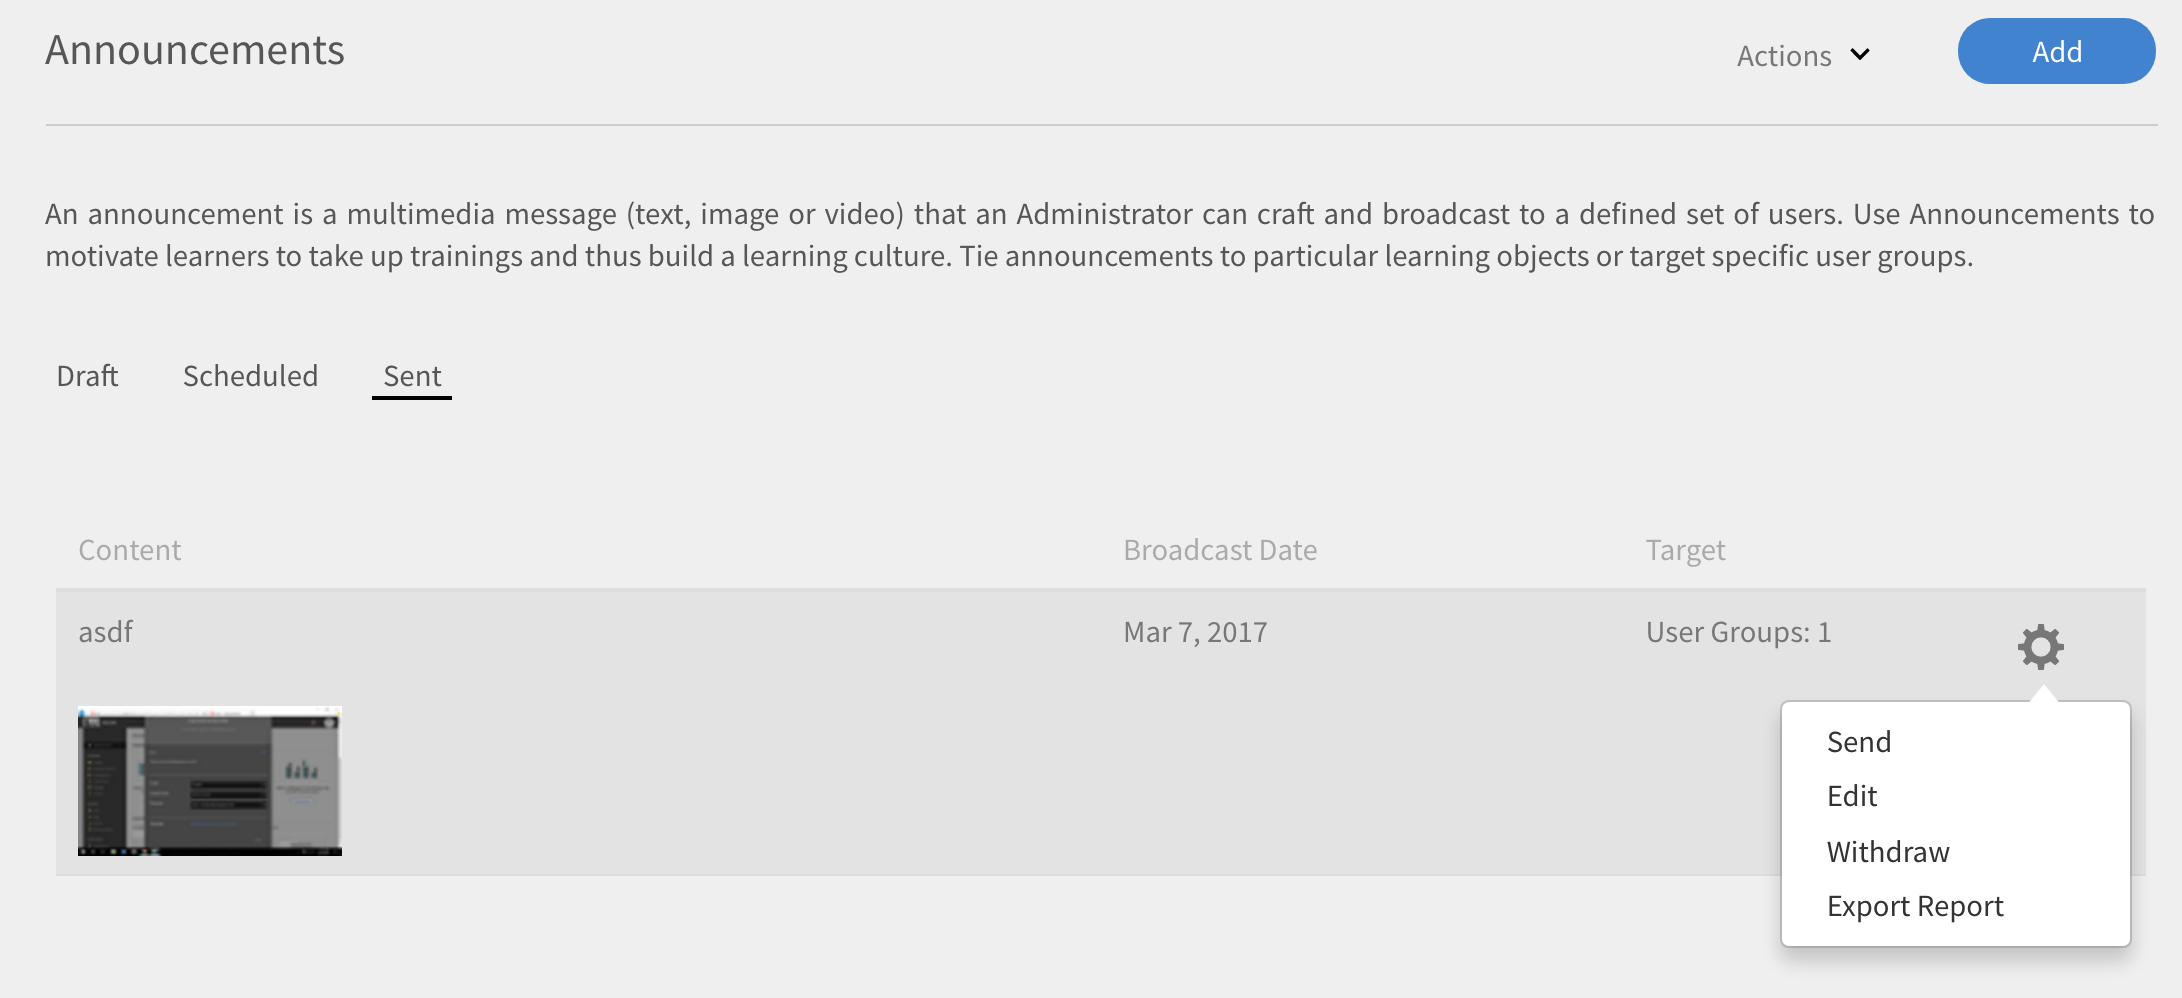 Announcements
Actions
Add
An announcement is a multimedia message (text, image or video) that an Administrator can craft and broadcast to a defined set of users. Use Announcements to
motivate learners to take up trainings and thus build a learning culture. Tie announcements to particular learning objects or target specific user groups.
Draft Scheduled Sent
Content Broadcast Date Target
asdf Mar 7, 2017 User Groups: 1
Send
Edit
Withdraw
Export Report